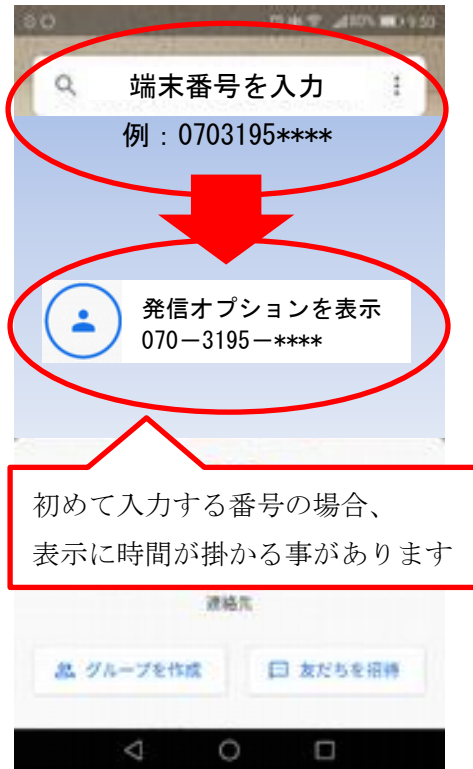 端末番号を入力
例：0703195****
発信オプションを表示
070－3195－****
初めて入力する番号の場合、
表示に時間が掛かる事があります
連絡先
グループを作成
友だちを招待